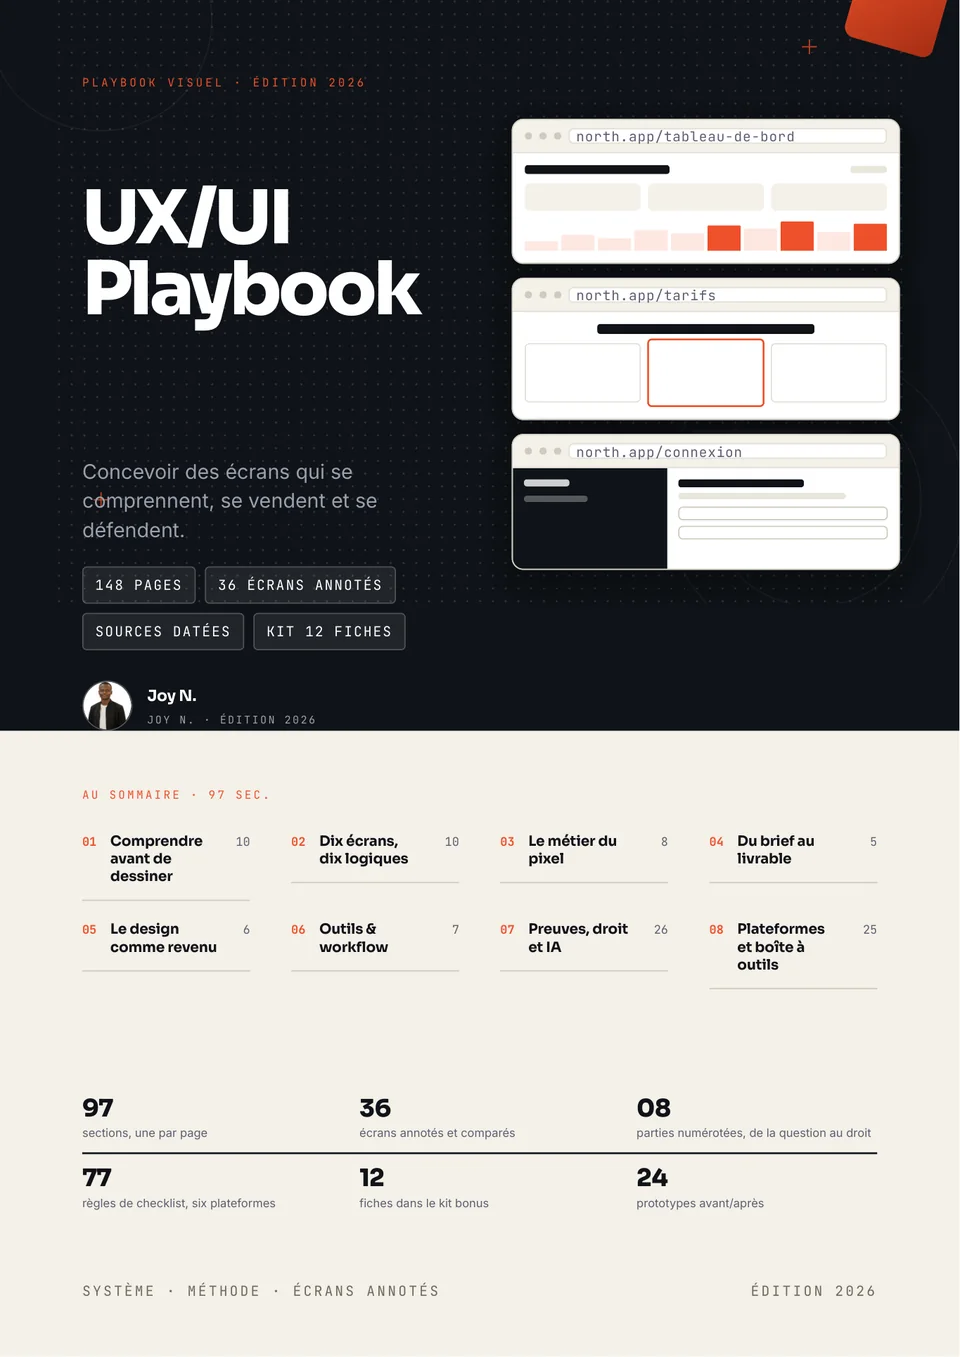 PLAYBOOK VISUEL · ÉDITION 2026
UX/UI
Playbook
Concevoir des écrans qui se
comprennent, se vendent et se
défendent.
148 PAGES
36 ÉCRANS ANNOTÉS
SOURCES DATÉES
KIT 12 FICHES
Joy N.
JOY N. · ÉDITION 2026
north.app/tableau-de-bord
north.app/tarifs
north.app/connexion
AU SOMMAIRE · 97 SEC.
01 Comprendre 10
avant de
dessiner
02 Dix écrans, 10
dix logiques
03 Le métier du 8
pixel
04 Du brief au 5
livrable
05 Le design 6
comme revenu
06 Outils & 7
workflow
07 Preuves, droit 26
et IA
08 Plateformes 25
et boîte à
outils
97
sections, une par page
36
écrans annotés et comparés
08
parties numérotées, de la question au droit
77
règles de checklist, six plateformes
12
fiches dans le kit bonus
24
prototypes avant/après
SYSTÈME · MÉTHODE · ÉCRANS ANNOTÉS
ÉDITION 2026